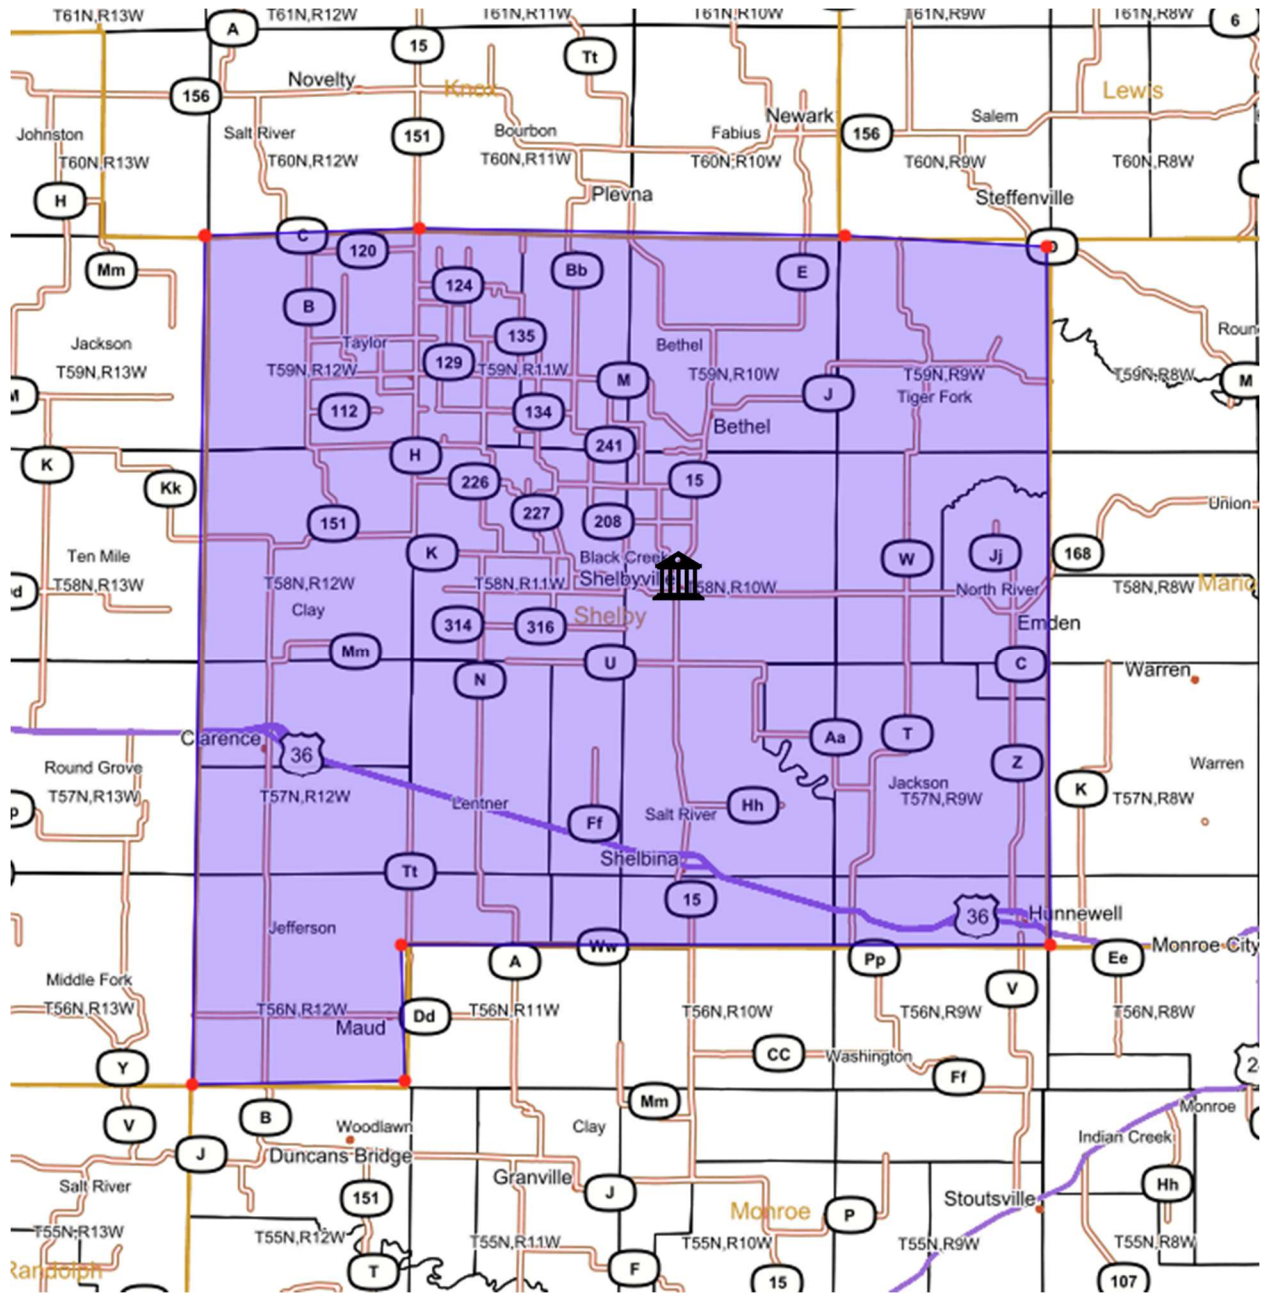 T61N,R13W T61N,R12W T61N,R11W T61N,R10W T61N,R9W T61N,R8W
A 15 Tt 6
Novelty Knox Lewis
156 151 Newark 156 Salem
Johnston Salt River Bourbon Fabius
T60N,R13W T60N,R12W T60N,R11W T60N,R10W T60N,R9W T60N,R8W
H Plevna Steffenville
C 120
Mm 124 Bb E
B 135
Jackson Taylor 129 Bethel
T59N,R13W T59N,R12W T59N,R11W M T59N,R10W T59N,R9W T59N,R8W
M 112 134 J Tiger Fork M
Bethel
K H 241
Kk 226 15
151 227 208 Union
Ten Mile K Black Creek W Jj 168
T58N,R13W T58N,R12W T58N,R11W Shelbyville T58N,R10W North River T58N,R8W
Clay 314 316 Shelby Emden
Mm U C Warren
N
Clarence 36 Aa T
Round Grove Z Warren
T57N,R13W T57N,R12W Lentner Jackson T57N,R9W K T57N,R8W
Ff Salt River Hh
Shelbina
Tt
15 36 Hunnewell
Jefferson
A Ww Pp Ee Monroe City
Middle Fork V
T56N,R13W T56N,R12W Dd T56N,R11W T56N,R10W T56N,R9W T56N,R8W
Maud
Y CC Washington Ff
V B Mm Monroe
Woodlawn Clay Indian Creek
J Duncans Bridge
Salt River 151 Granville J Stoutsville Hh
Monroe P
T55N,R13W T55N,R12W T55N,R11W T55N,R10W T55N,R9W T55N,R8W
Randolph T F 15 107